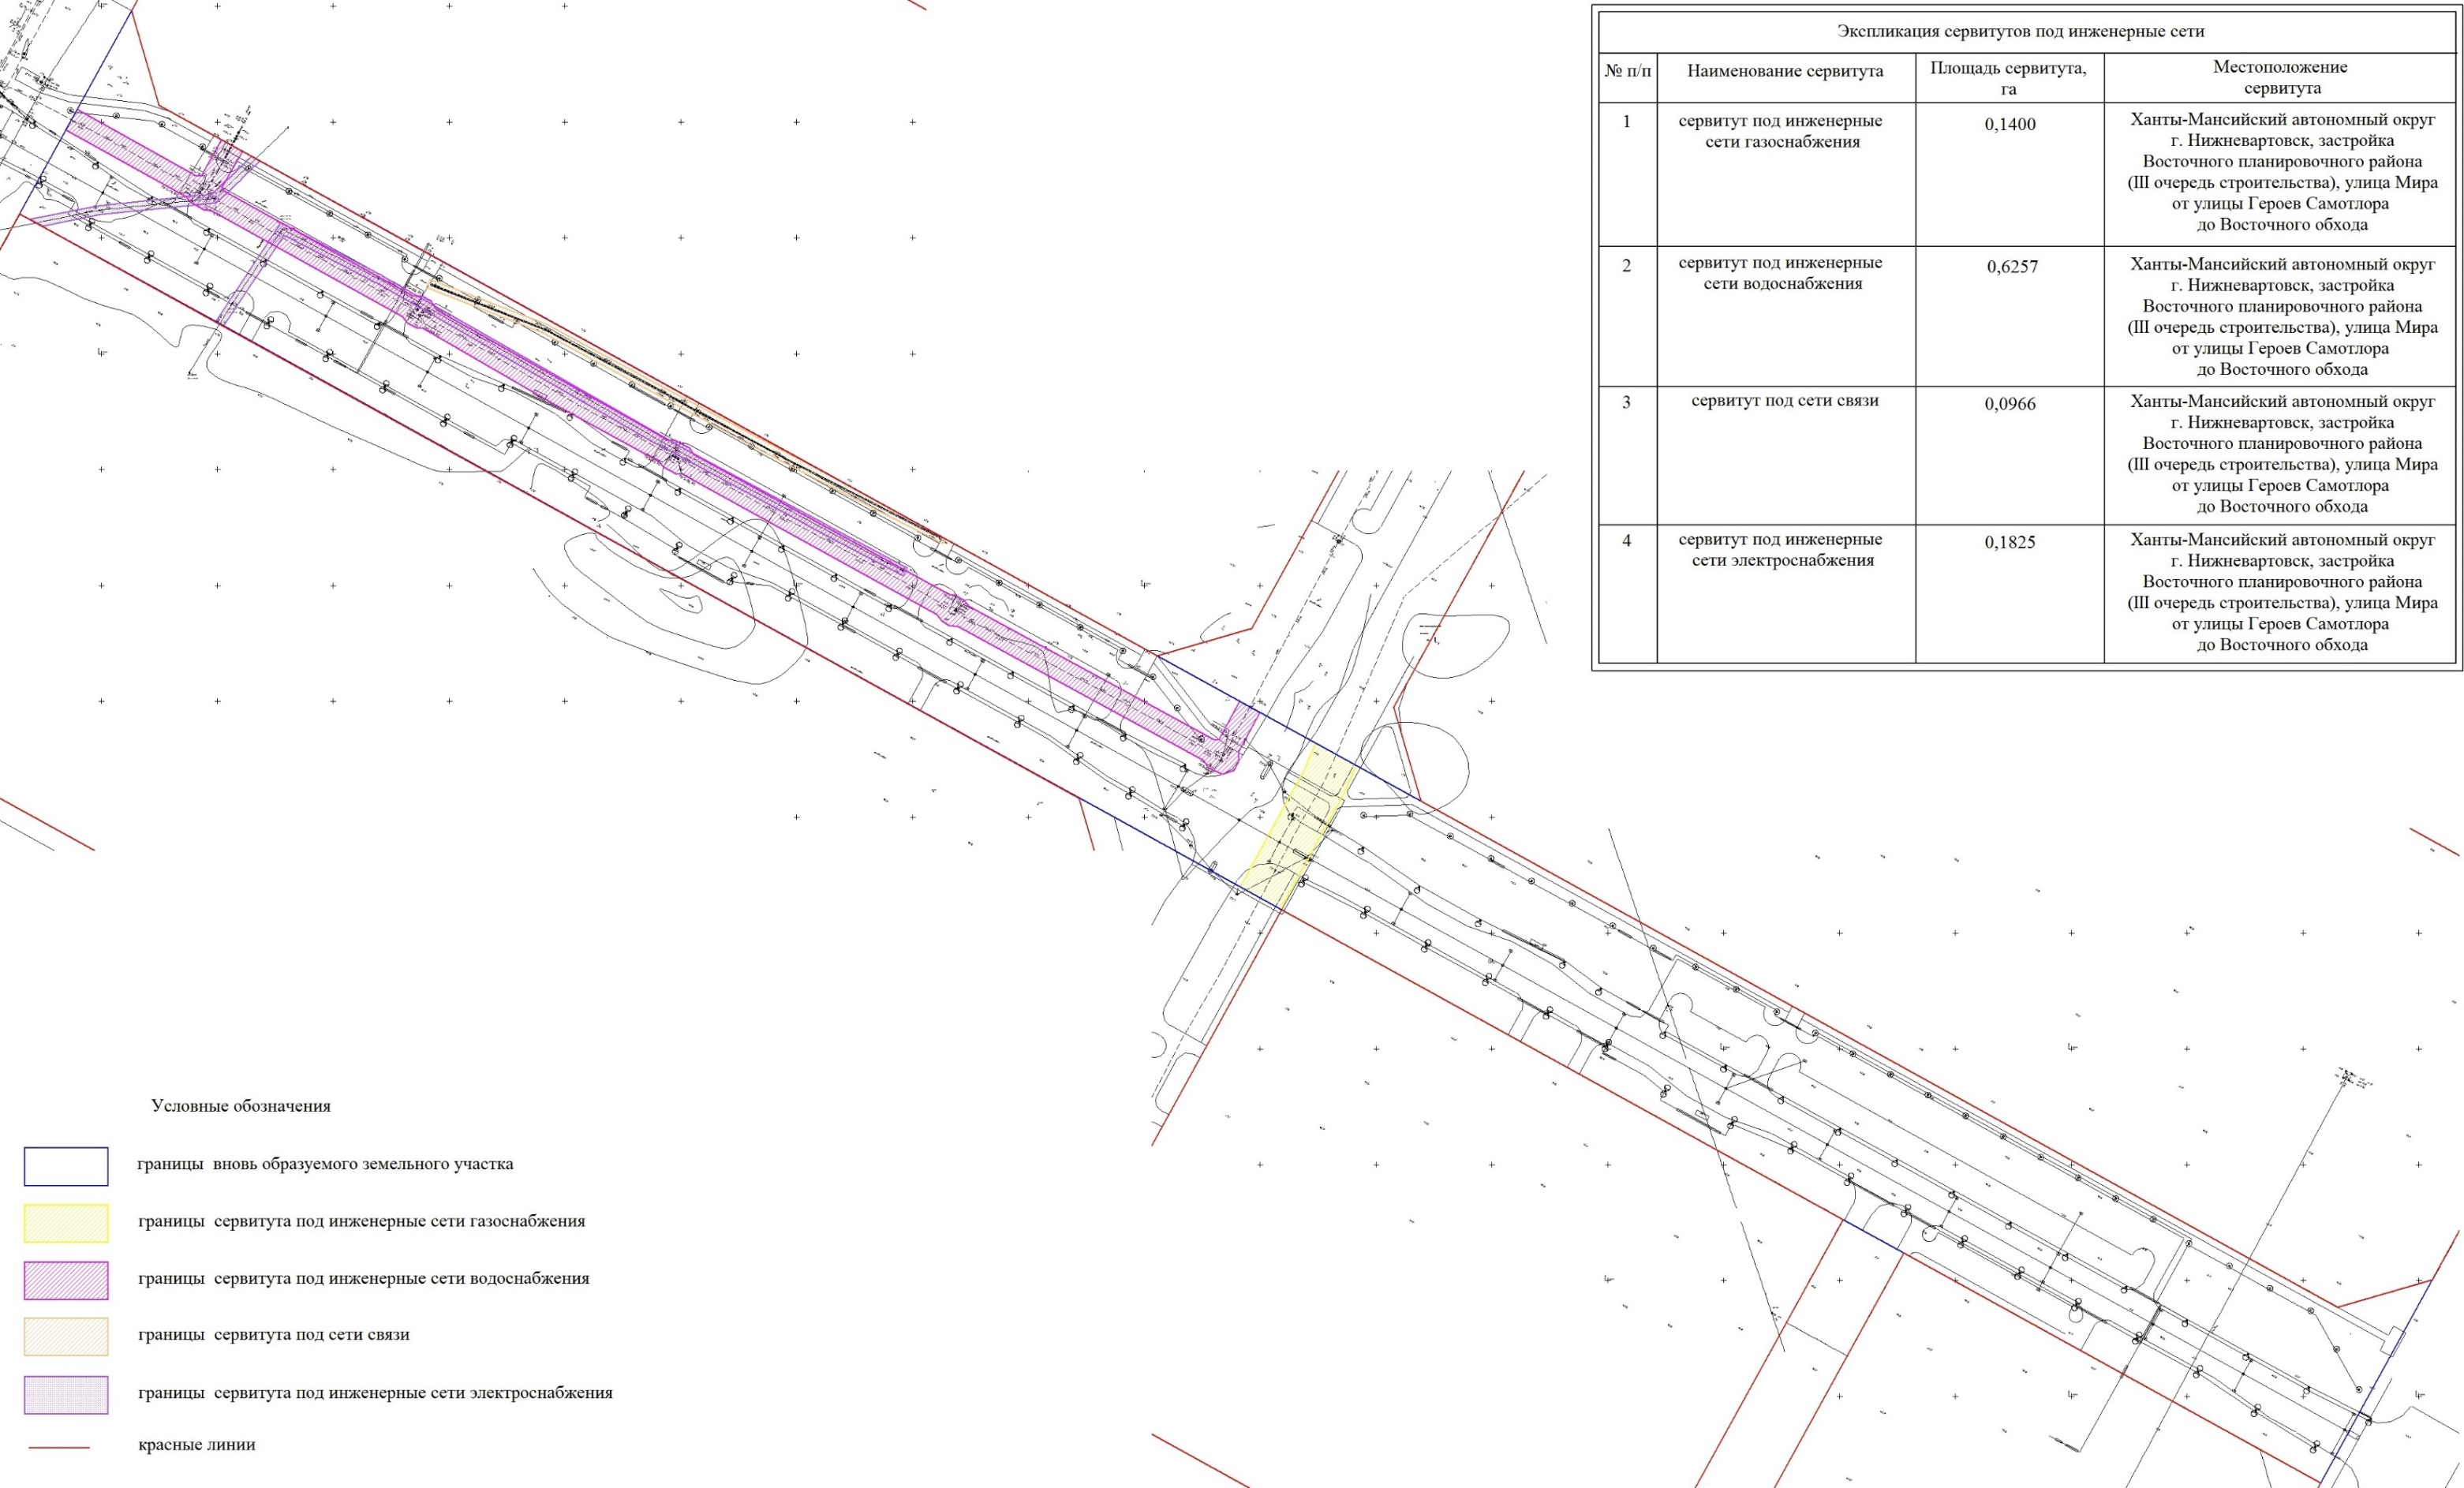 Экспликация сервитутов под инженерные сети
№ п/п
Наименование сервитута
Площадь сервитута,
га
Местоположение
сервитута
1
сервитут под инженерные
сети газоснабжения
0,1400
Ханты-Мансийский автономный округ
г. Нижневартовск, застройка
Восточного планировочного района
(III очередь строительства), улица Мира
от улицы Героев Самотлора
до Восточного обхода
2
сервитут под инженерные
сети водоснабжения
0,6257
Ханты-Мансийский автономный округ
г. Нижневартовск, застройка
Восточного планировочного района
(III очередь строительства), улица Мира
от улицы Героев Самотлора
до Восточного обхода
3
сервитут под сети связи
0,0966
Ханты-Мансийский автономный округ
г. Нижневартовск, застройка
Восточного планировочного района
(III очередь строительства), улица Мира
от улицы Героев Самотлора
до Восточного обхода
4
сервитут под инженерные
сети электроснабжения
0,1825
Ханты-Мансийский автономный округ
г. Нижневартовск, застройка
Восточного планировочного района
(III очередь строительства), улица Мира
от улицы Героев Самотлора
до Восточного обхода
Условные обозначения
границы вновь образуемого земельного участка
границы сервитута под инженерные сети газоснабжения
границы сервитута под инженерные сети водоснабжения
границы сервитута под сети связи
границы сервитута под инженерные сети электроснабжения
красные линии